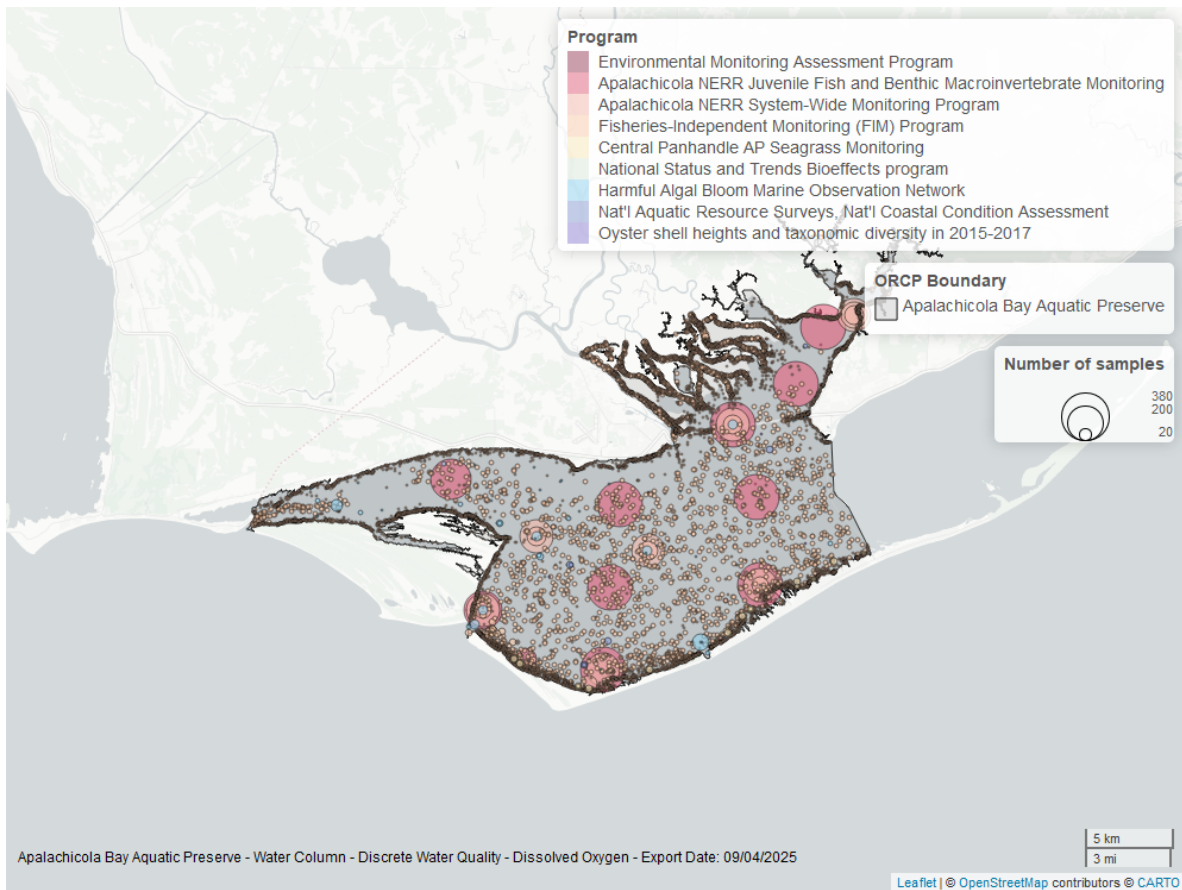 Program
Environmental Monitoring Assessment Program
Apalachicola NERR Juvenile Fish and Benthic Macroinvertebrate Monitoring
Apalachicola NERR System-Wide Monitoring Program
Fisheries-Independent Monitoring (FIM) Program
Central Panhandle AP Seagrass Monitoring
National Status and Trends Bioeffects program
Harmful Algal Bloom Marine Observation Network
Nat'l Aquatic Resource Surveys, Nat'l Coastal Condition Assessment
Oyster shell heights and taxonomic diversity in 2015-2017
ORCP Boundary
Apalachicola Bay Aquatic Preserve
Number of samples
380
200
20
5 km
3 mi
Apalachicola Bay Aquatic Preserve - Water Column - Discrete Water Quality - Dissolved Oxygen - Export Date: 09/04/2025
Leaflet | © OpenStreetMap contributors © CARTO